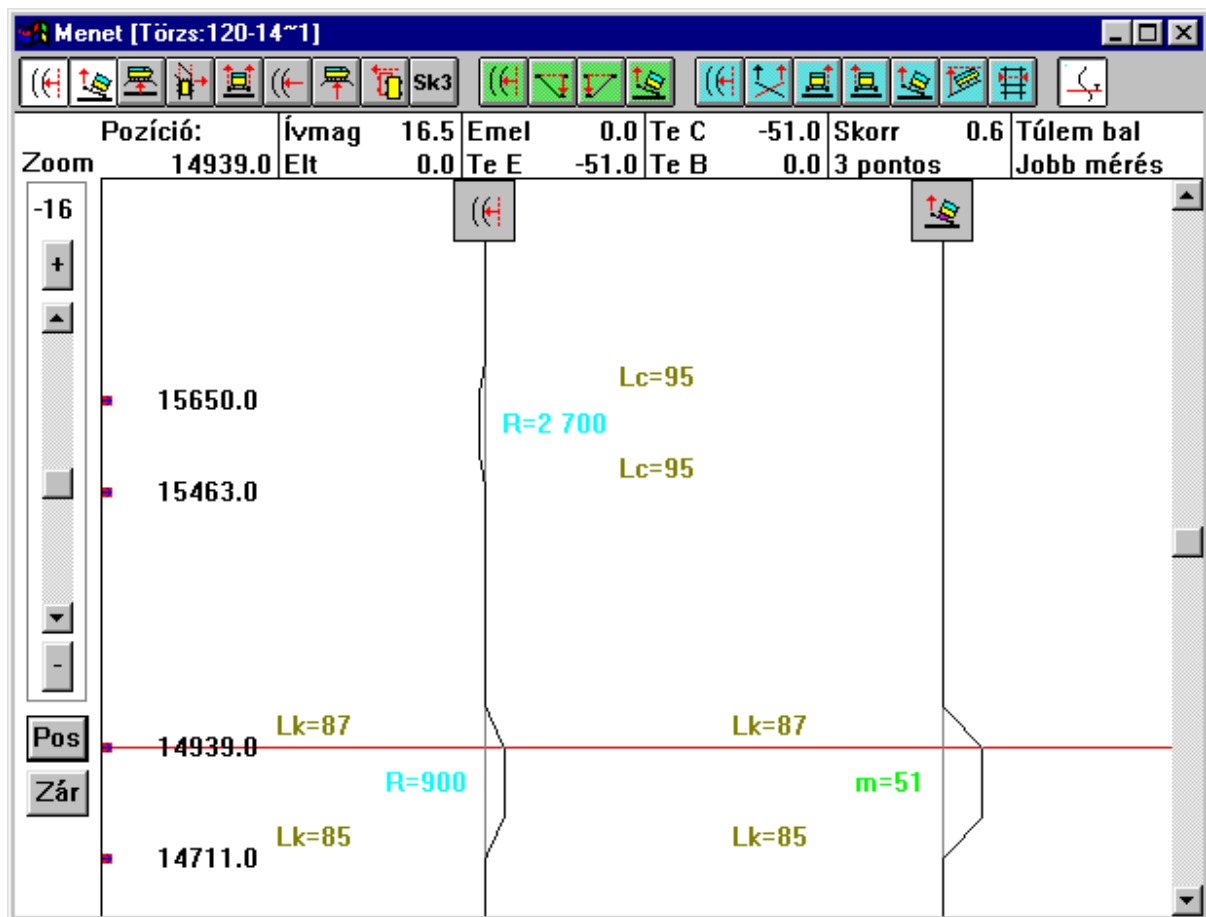 Menet [Törzs:120-14~1]
Sk3
Pozíció: Ívmag 16.5 Emel 0.0 Te C -51.0 Skorr 0.6 Túlem bal
Zoom 14939.0 Elt 0.0 Te E -51.0 Te B 0.0 3 pontos Jobb mérés
-16
+
Lc=95
15650.0
R=2 700
Lc=95
15463.0
-
Lk=87 Lk=87
Pos 14939.0
R=900 m=51
Zár
Lk=85 Lk=85
14711.0